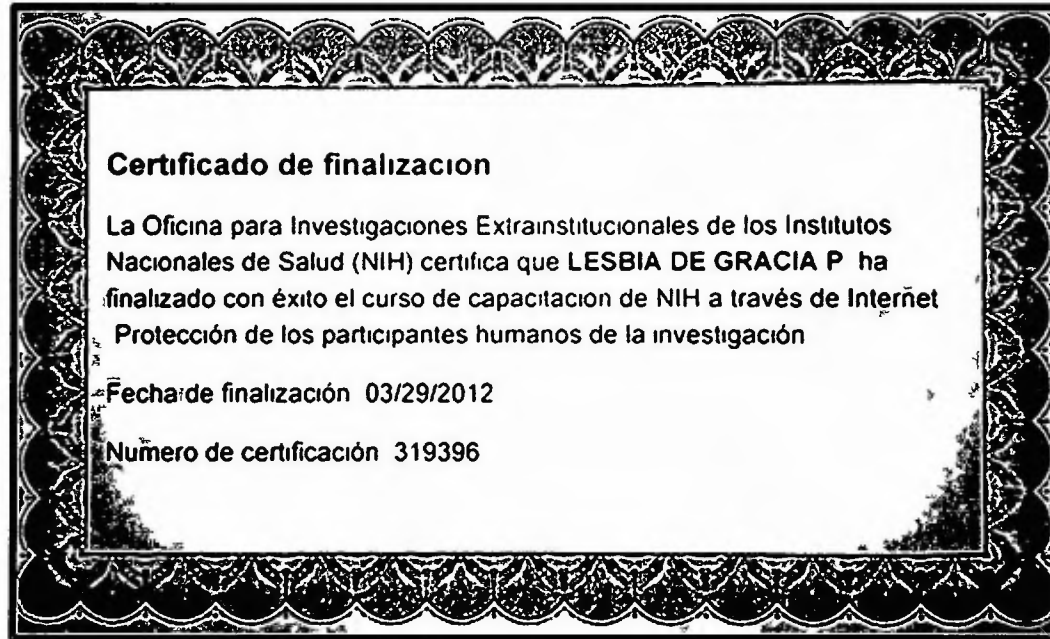 Certificado de finalizacion
La Oficina para Investigaciones Extrainstitucionales de los Institutos
Nacionales de Salud (NIH) certifica que LESBIA DE GRACIA P ha
finalizado con éxito el curso de capacitacion de NIH a través de Internet
Protección de los participantes humanos de la investigación
Fecha de finalización 03/29/2012
Numero de certificación 319396